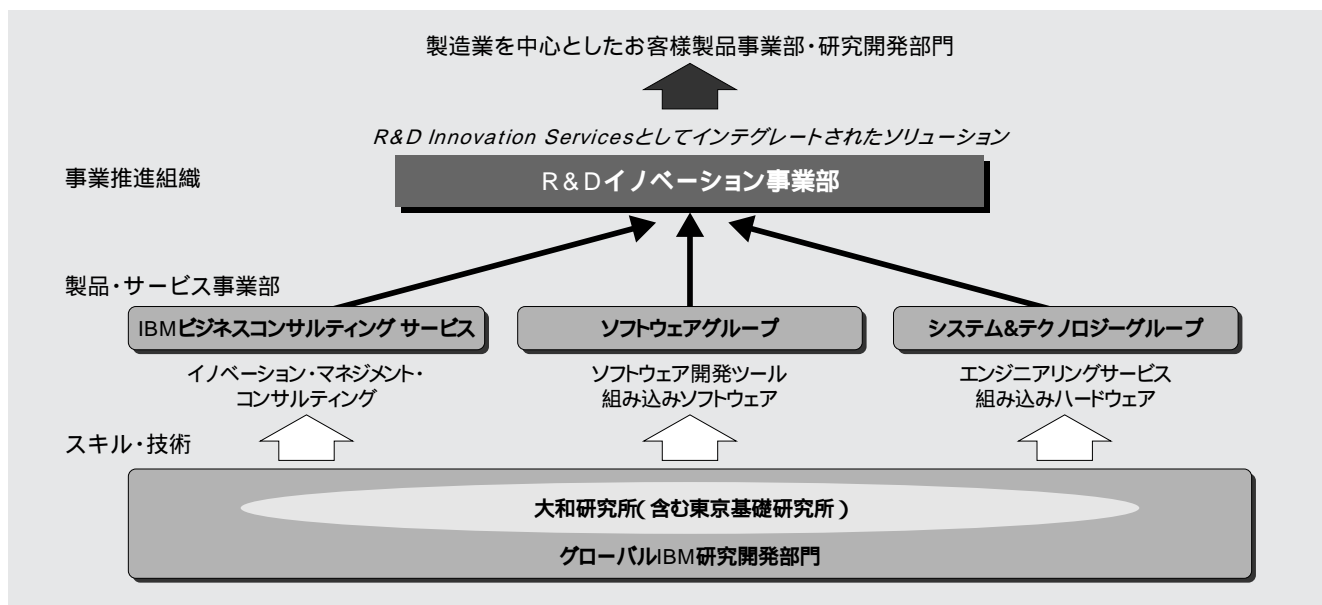 製造業を中心としたお客様製品事業部・研究開発部門
R&D Innovation Servicesとしてインテグレートされたソリューション
事業推進組織
R&Dイノベーション事業部
製品・サービス事業部
IBMビジネスコンサルティング サービス
ソフトウェアグループ
システム&テクノロジーグループ
イノベーション・マネジメント・
コンサルティング
ソフトウェア開発ツール
組み込みソフトウェア
エンジニアリングサービス
組み込みハードウェア
スキル・技術
大和研究所(含む東京基礎研究所)
グローバルIBM研究開発部門